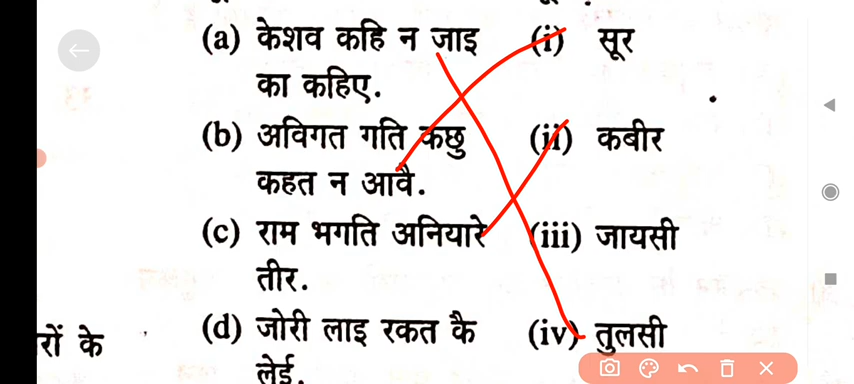 (a) केशव कहि न जाइ (i) सूर
का कहिए.
(b) अविगत गति कछु (ii) कबीर
कहत न आवै.
(c) राम भगति अनियारे (iii) जायसी
तीर.
(d) जोरी लाइ रकत कै (iv) तुलसी
लेई.
रों के